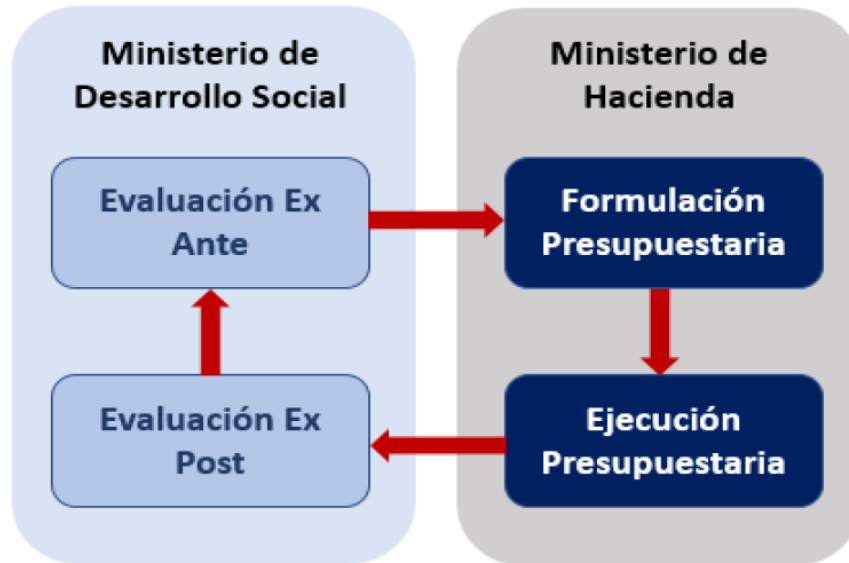 Ministerio de
Desarrollo Social
Evaluación Ex
Ante
Evaluación Ex
Post
Ministerio de
Hacienda
Formulación
Presupuestaria
Ejecución
Presupuestaria